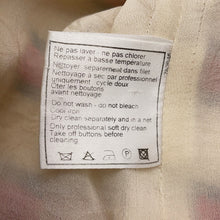 Ne pas laver - ne pas chlorer
Repasser à basse température
Nettoyer separement dans filet
Nettoyage à sec par professionnel
uniquement cycle doux
Oter les boutons
avant nettoyage
Do not wash - do not bleach
Cool iron
Dry clean separately and in a net
Only professional soft dry clean
Take off buttons before
cleaning
P